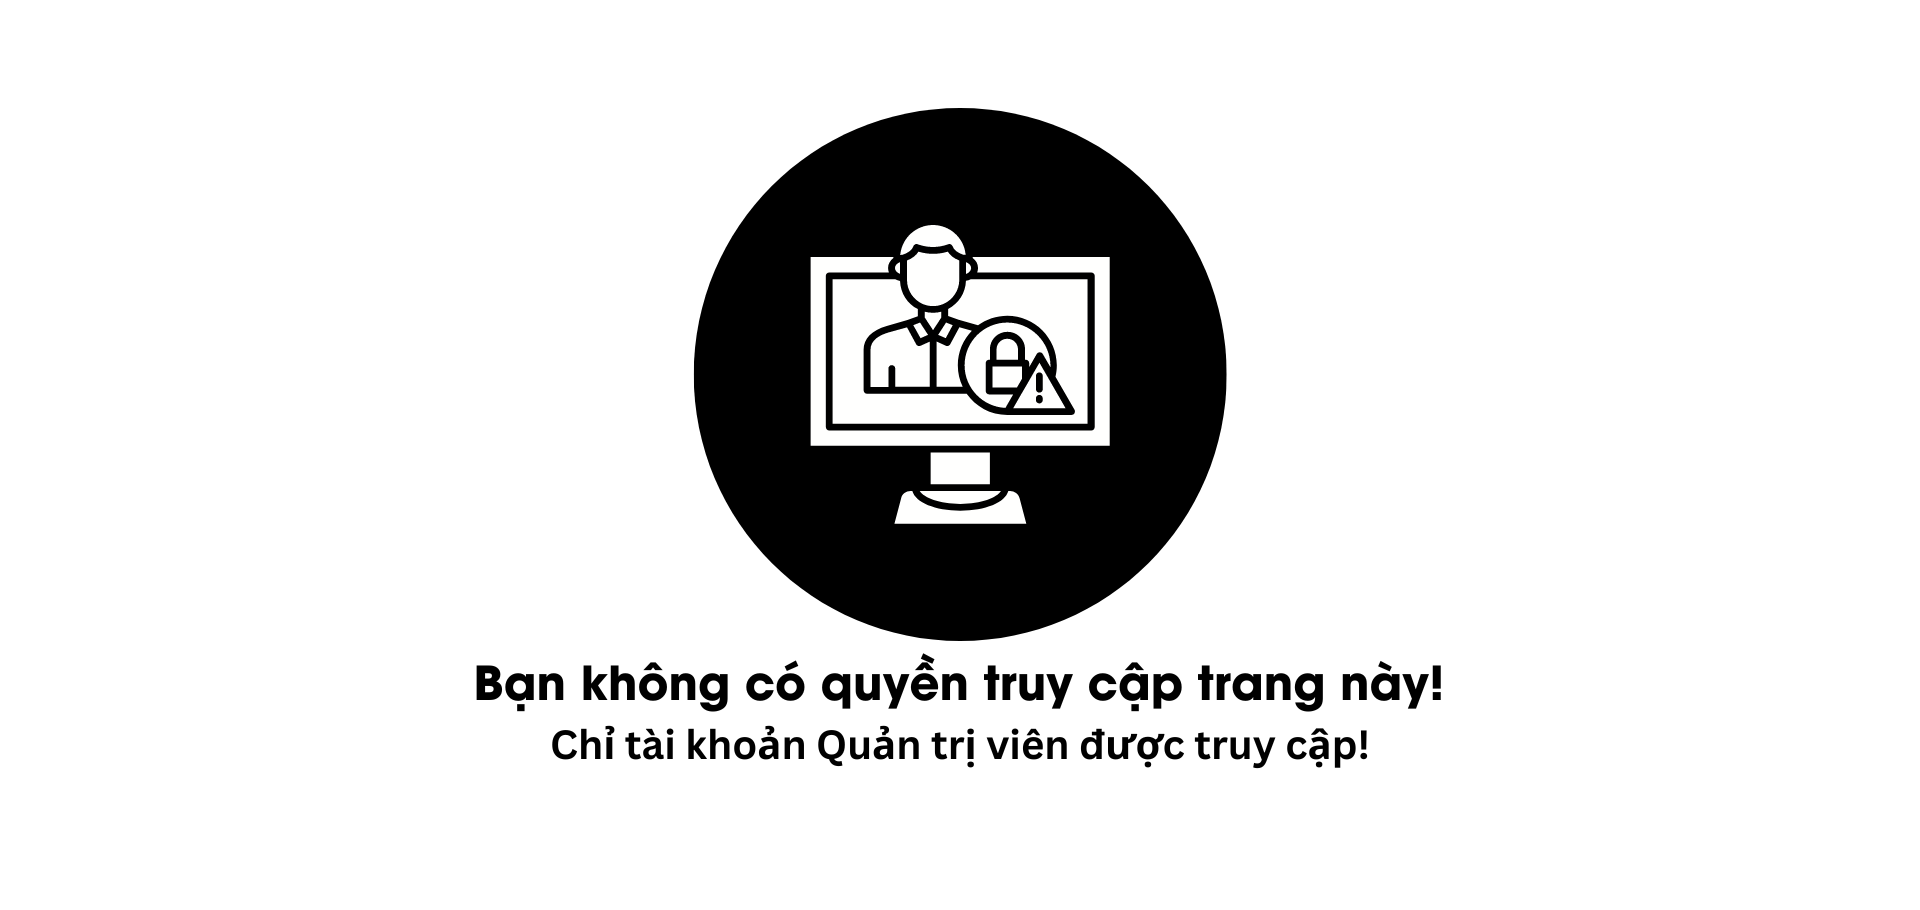 Bạn không có quyền truy cập trang này!
Chỉ tài khoản Quản trị viên được truy cập!